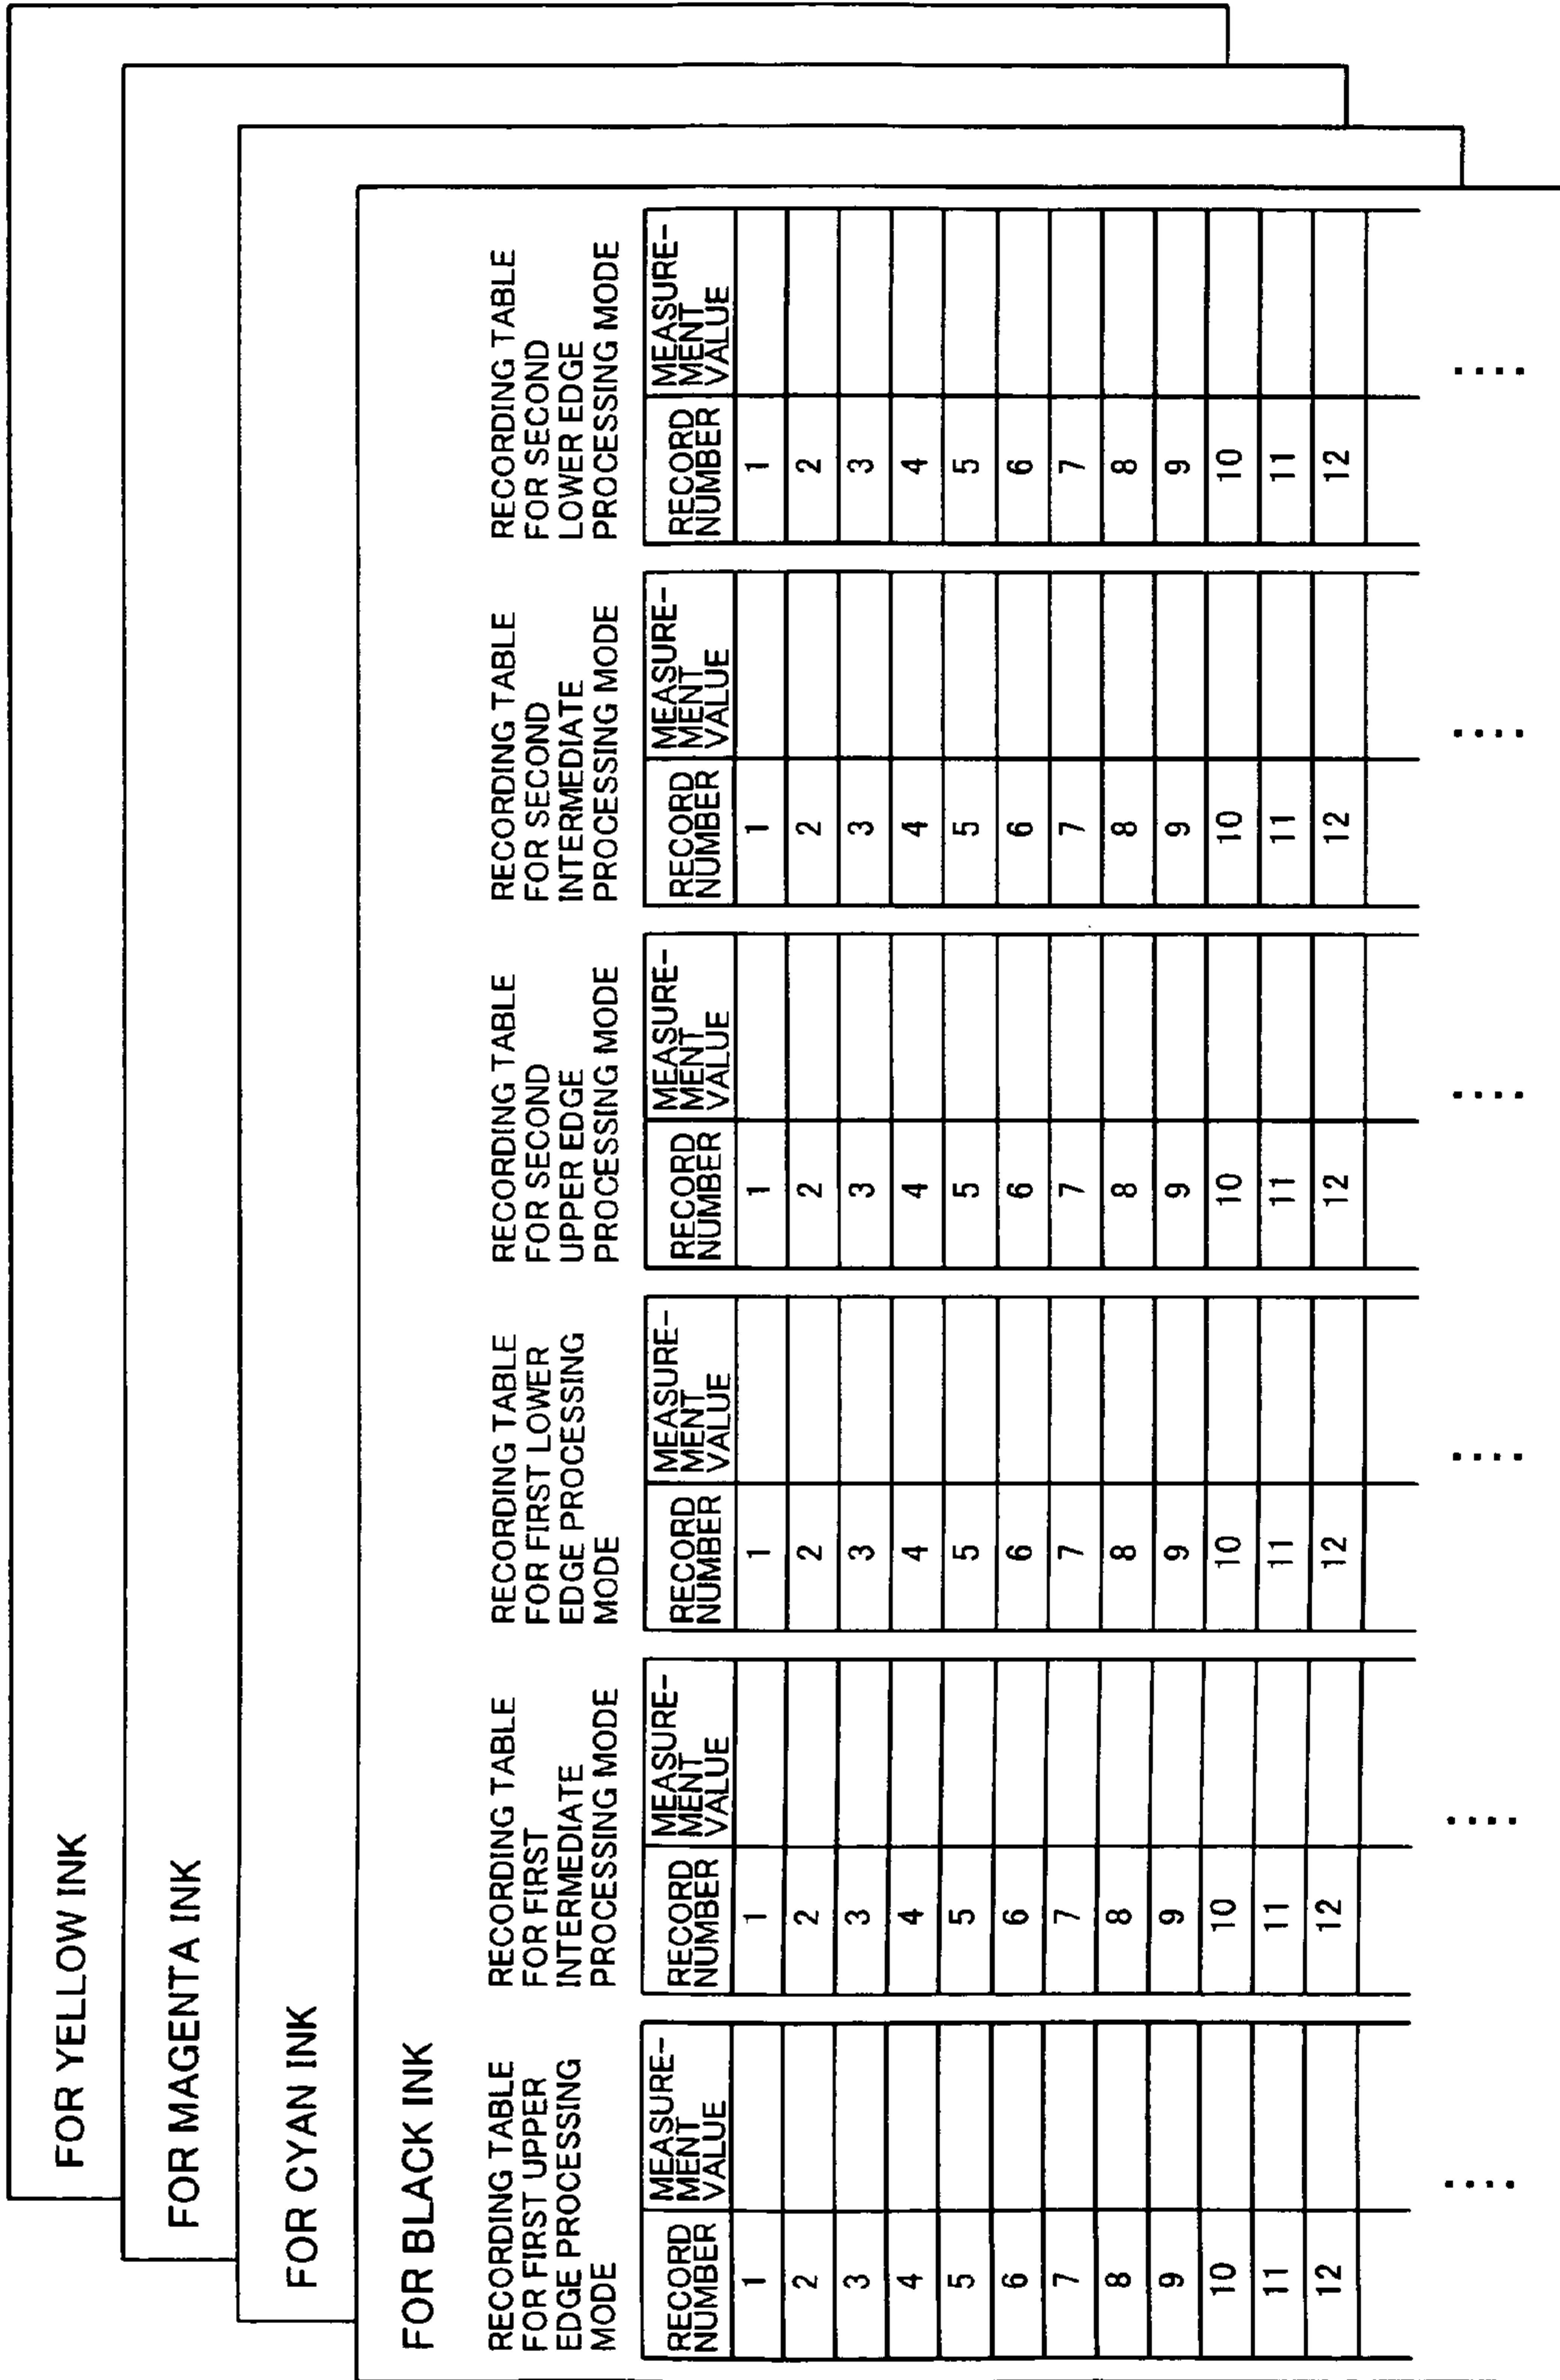 FOR YELLOW INK
FOR MAGENTA INK
FOR CYAN INK
FOR BLACK INK
RECORDING TABLE
FOR FIRST UPPER
EDGE PROCESSING
MODE
RECORD
NUMBER
MEASURE-
MENT
VALUE
1
2
3
4
5
6
7
8
9
10
11
12
....
RECORDING TABLE
FOR FIRST
INTERMEDIATE
PROCESSING MODE
RECORD
NUMBER
MEASURE-
MENT
VALUE
1
2
3
4
5
6
7
8
9
10
11
12
....
RECORDING TABLE
FOR FIRST LOWER
EDGE PROCESSING
MODE
RECORD
NUMBER
MEASURE-
MENT
VALUE
1
2
3
4
5
6
7
8
9
10
11
12
....
RECORDING TABLE
FOR SECOND
UPPER EDGE
PROCESSING MODE
RECORD
NUMBER
MEASURE-
MENT
VALUE
1
2
3
4
5
6
7
8
9
10
11
12
....
RECORDING TABLE
FOR SECOND
INTERMEDIATE
PROCESSING MODE
RECORD
NUMBER
MEASURE-
MENT
VALUE
1
2
3
4
5
6
7
8
9
10
11
12
....
RECORDING TABLE
FOR SECOND
LOWER EDGE
PROCESSING MODE
RECORD
NUMBER
MEASURE-
MENT
VALUE
1
2
3
4
5
6
7
8
9
10
11
12
....